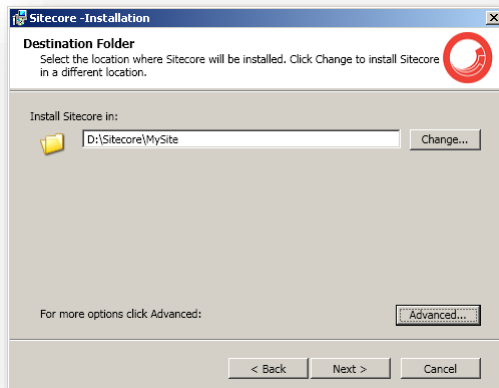 Sitecore -Installation
Destination Folder
Select the location where Sitecore will be installed. Click Change to install Sitecore
in a different location.
Install Sitecore in:
D:\Sitecore\MySite
Change...
For more options click Advanced:
Advanced...
< Back
Next >
Cancel